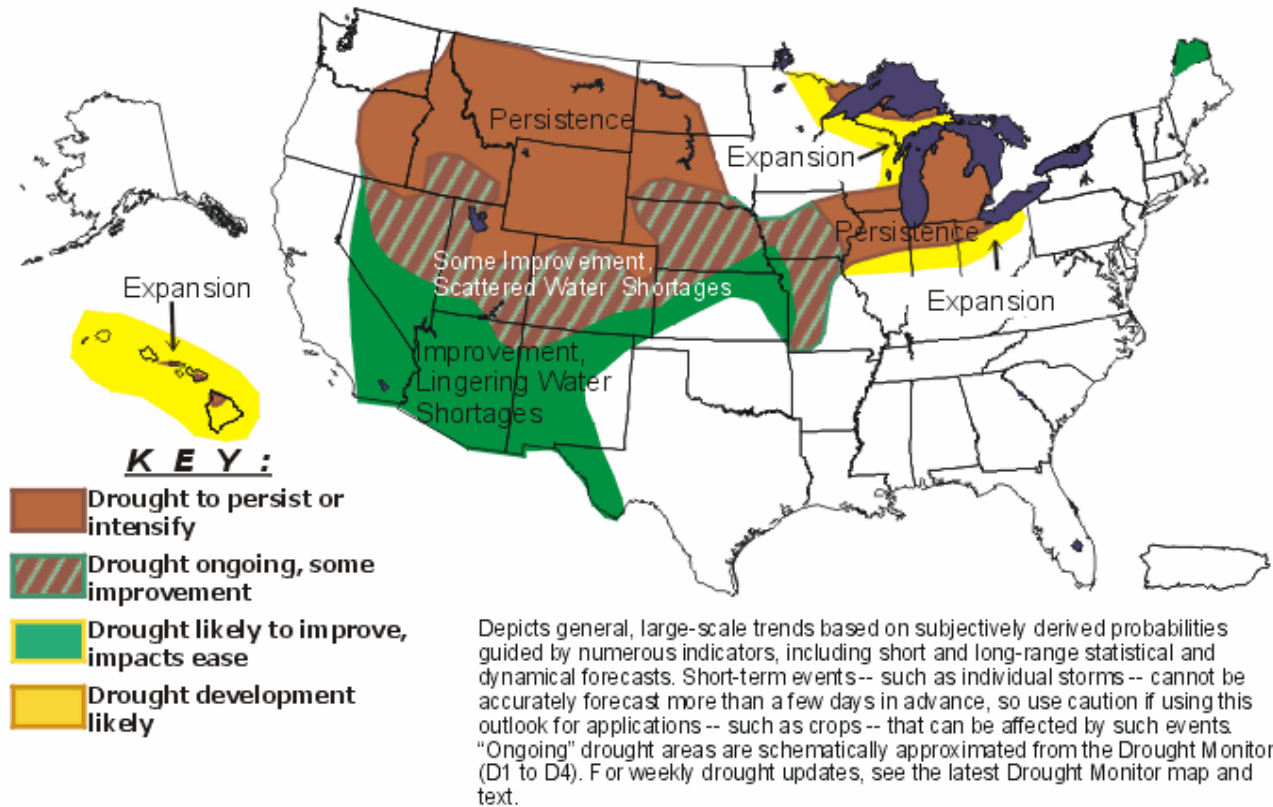 Persistence
Expansion
Persistence
Some Improvement,
Scattered Water Shortages
Expansion
Expansion
Improvement,
Lingering Water
Shortages
K E Y :
Drought to persist or
intensify
Drought ongoing, some
improvement
Drought likely to improve,
impacts ease
Drought development
likely
Depicts general, large-scale trends based on subjectively derived probabilities
guided by numerous indicators, including short and long-range statistical and
dynamical forecasts. Short-term events -- such as individual storms -- cannot be
accurately forecast more than a few days in advance, so use caution if using this
outlook for applications -- such as crops -- that can be affected by such events.
“Ongoing” drought areas are schematically approximated from the Drought Monitor
(D1 to D4). For weekly drought updates, see the latest Drought Monitor map and
text.